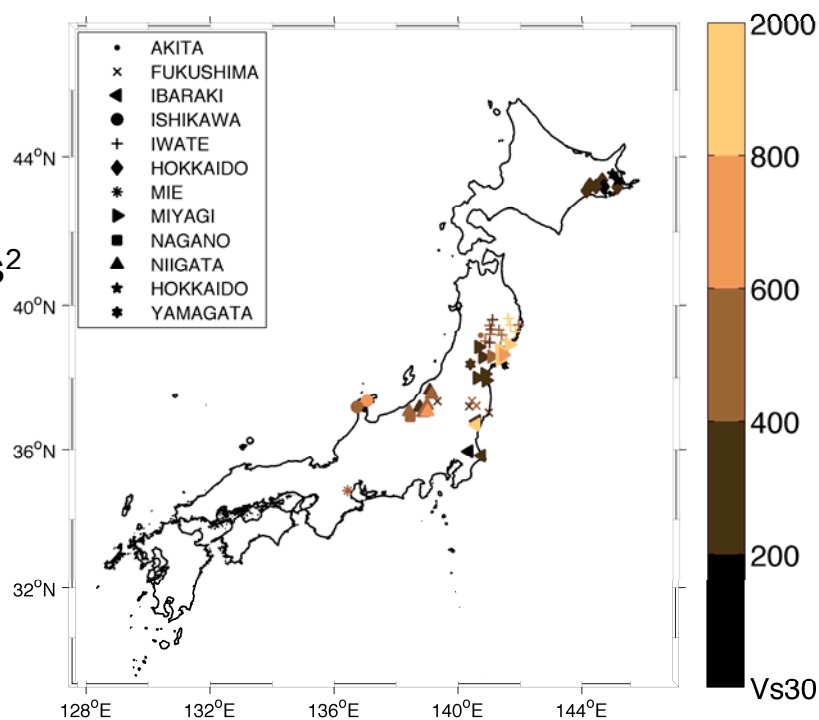 AKITA
FUKUSHIMA
IBARAKI
ISHIKAWA
IWATE
HOKKAIDO
MIE
MIYAGI
NAGANO
NIIGATA
HOKKAIDO
YAMAGATA
s²
44°N
40°N
36°N
32°N
128°E 132°E 136°E 140°E 144°E
2000
800
600
400
200
Vs30